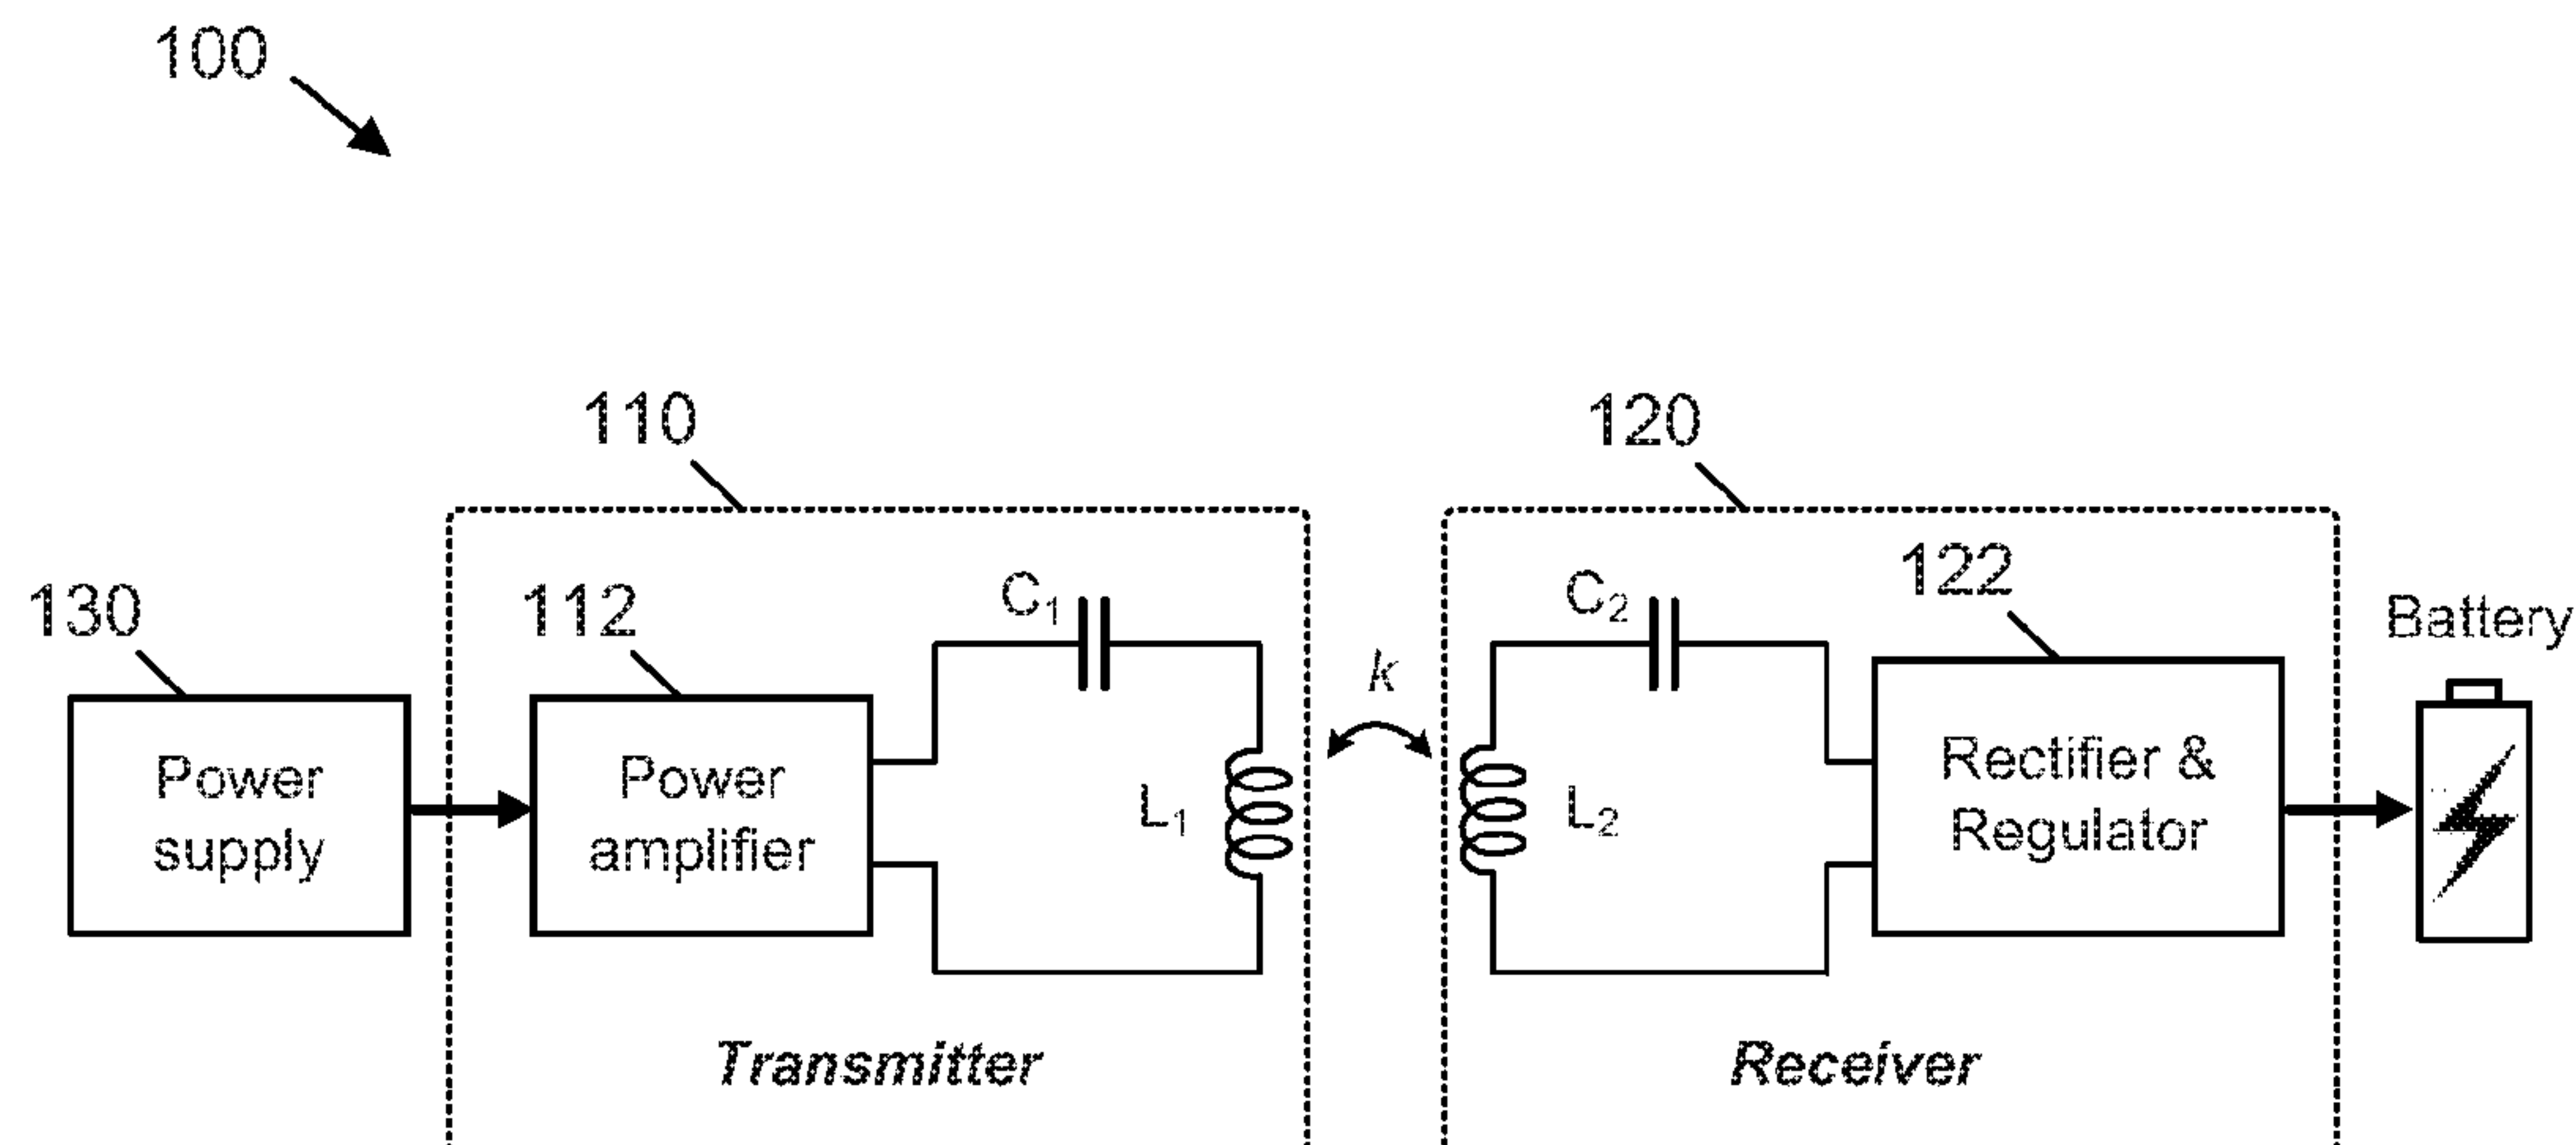 100
110
120
130
112
C₁
k
C₂
122
Battery
Power
supply
Power
amplifier
L₁
L₂
Rectifier &
Regulator
Transmitter
Receiver